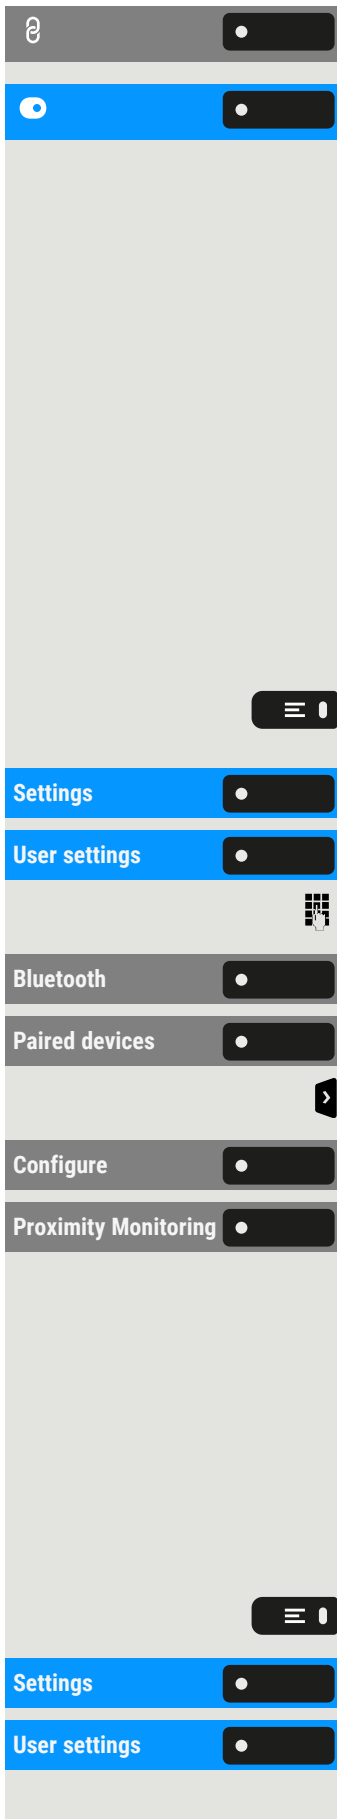 Settings
User settings
Bluetooth
Paired devices
Configure
Proximity Monitoring
Settings
User settings